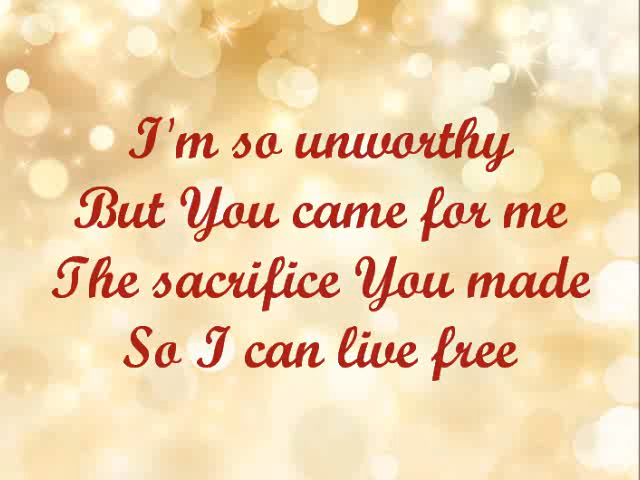 I'm so unworthy
But You came for me
The sacrifice You made
So I can live free